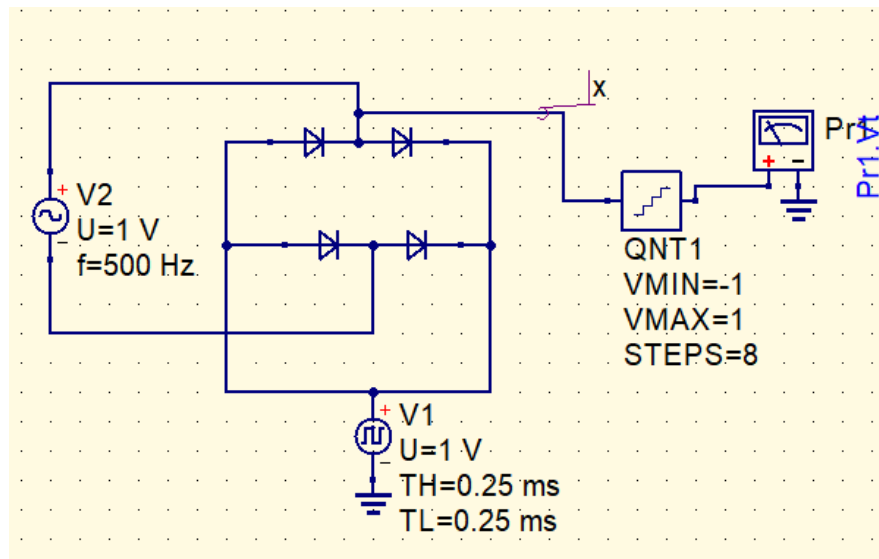 x
Pr1
Pr1.Vt
+ −
+
V2
U=1 V
f=500 Hz
−
QNT1
VMIN=-1
VMAX=1
STEPS=8
+
V1
U=1 V
−
TH=0.25 ms
TL=0.25 ms